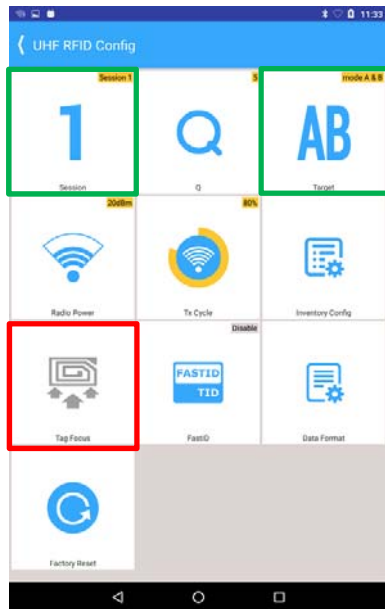 11:33
UHF RFID Config
Session 1
5
mode A & B
1
Q
AB
Session
Q
Target
20dBm
80%
Radio Power
Tx Cycle
Inventory Config
Disable
FASTID
TID
Tag Focus
FastID
Data Format
Factory Reset